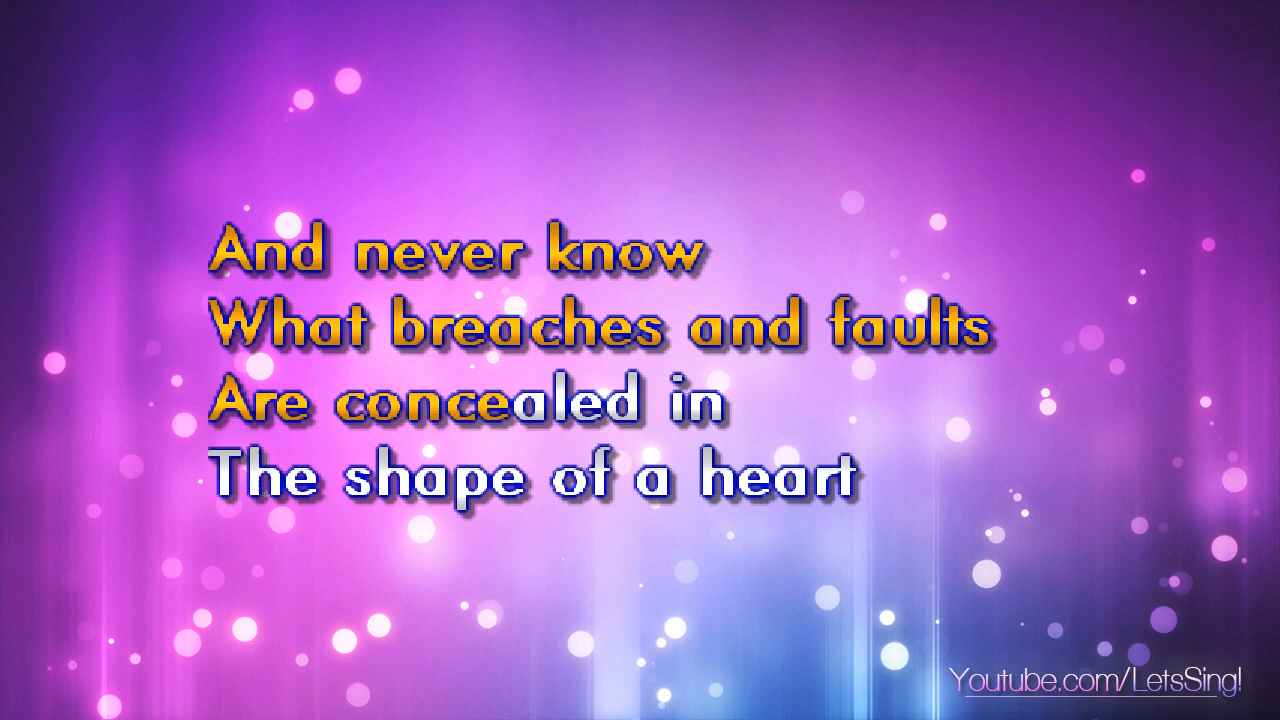 And never know
What breaches and faults
Are concealed in
The shape of a heart
Youtube.com/LetsSing!